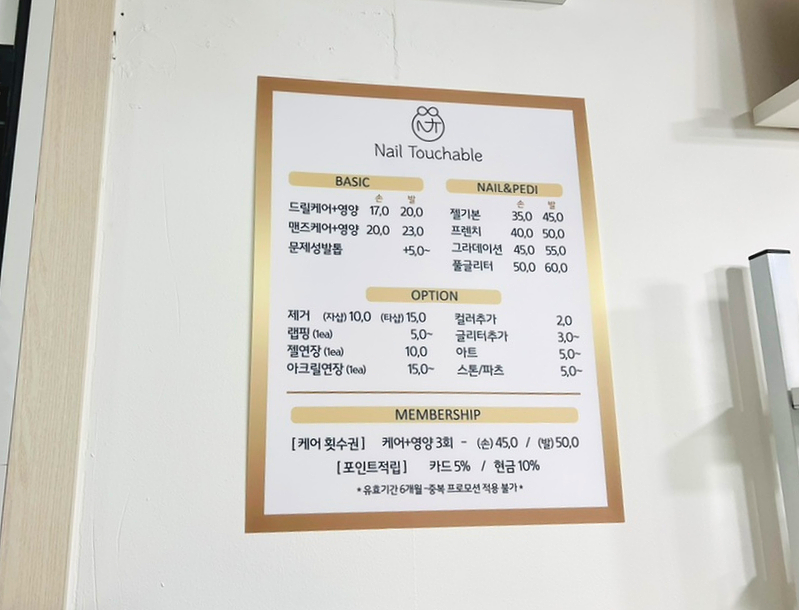 NT
Nail Touchable
BASIC
손 발
드릴케어+영양 17,0 20,0
맨즈케어+영양 20,0 23,0
문제성발톱 +5,0~
NAIL&PEDI
손 발
젤기본 35,0 45,0
프렌치 40,0 50,0
그라데이션 45,0 55,0
풀글리터 50,0 60,0
OPTION
제거 (자샵) 10,0 (타샵) 15,0
랩핑 (1ea) 5,0~
젤연장 (1ea) 10,0
아크릴연장 (1ea) 15,0~
컬러추가 2,0
글리터추가 3,0~
아트 5,0~
스톤/파츠 5,0~
MEMBERSHIP
[ 케어 횟수권 ] 케어+영양 3회 - (손) 45,0 / (발) 50,0
[ 포인트적립 ] 카드 5% / 현금 10%
* 유효기간 6개월 -중복 프로모션 적용 불가 *